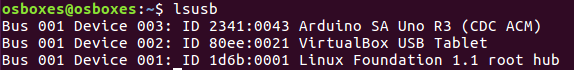 osboxes@osboxes:~$ lsusb
Bus 001 Device 003: ID 2341:0043 Arduino SA Uno R3 (CDC ACM)
Bus 001 Device 002: ID 80ee:0021 VirtualBox USB Tablet
Bus 001 Device 001: ID 1d6b:0001 Linux Foundation 1.1 root hub